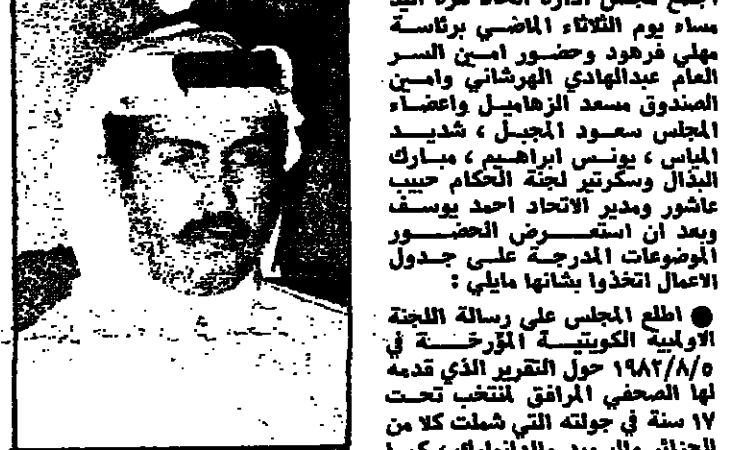 مساء يوم الثلاثاء الماضي برئاسة
مهلي فرهود وحضور امين السر
العام عبدالهادي الهرشاني وامين
الصندوق مسعد الزهاميل واعضاء
المجلس سعود المجبل ، شديد
المباس ، يونس ابراهيم ، مبارك
البذال وسكرتير لجنة الحكام حبيب
عاشور ومدير الاتحاد احمد يوسف
وبعد ان استعرض الحضور
الموضوعات المدرجة على جدول
الاعمال اتخذوا بشانها مايلي :
● اطلع المجلس على رسالة اللجنة
الاولمبية الكويتية المؤرخة في
١٩٨٢/٨/٥ حول التقرير الذي قدمه
لها الصحفي المرافق لمنتخب تحت
١٧ سنة في جولته التي شملت كلا من